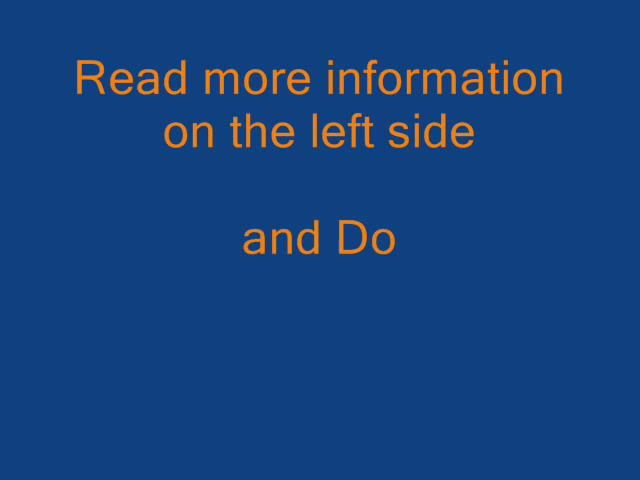 Read more information
on the left side
and Do